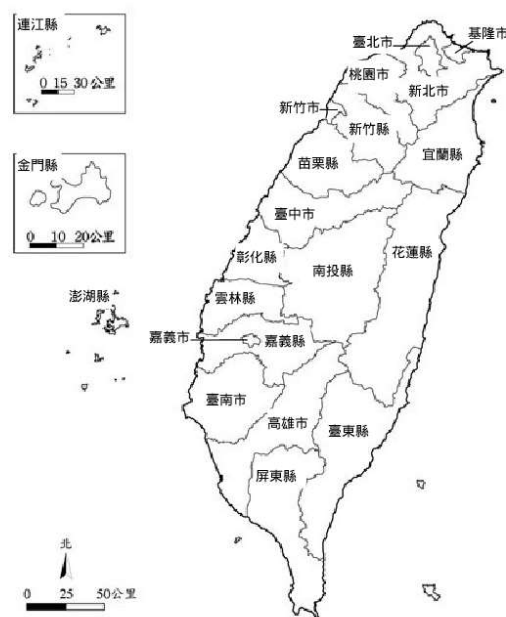 連江縣
0 15 30 公里
金門縣
0 10 20公里
澎湖縣
基隆市
臺北市
桃園市
新北市
新竹市
新竹縣
宜蘭縣
苗栗縣
臺中市
花蓮縣
彰化縣
南投縣
雲林縣
嘉義市
嘉義縣
臺南市
高雄市
臺東縣
屏東縣
北
0 25 50公里